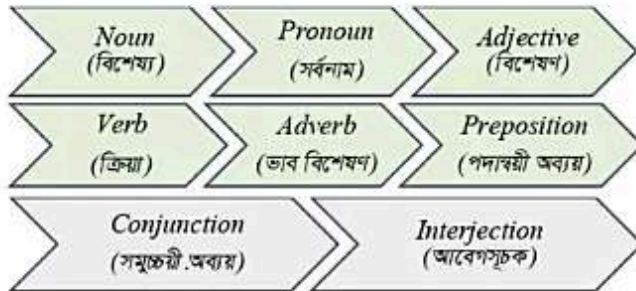 Noun
(বিশেষ্য)
Pronoun
(সর্বনাম)
Adjective
(বিশেষণ)
Verb
(ক্রিয়া)
Adverb
(ভাব বিশেষণ)
Preposition
(পদান্বয়ী অব্যয়)
Conjunction
(সমুচ্চয়ী.অব্যয়)
Interjection
(আবেগসূচক)